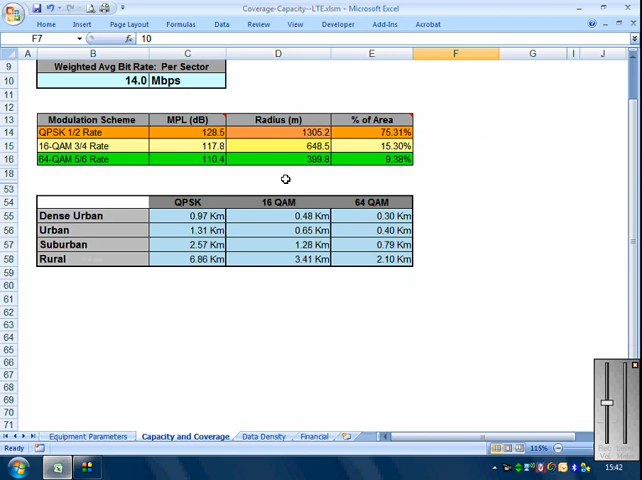 Coverage-Capacity--LTE.xlsm - Microsoft Excel
Home Insert Page Layout Formulas Data Review View Developer Add-Ins Acrobat
F7 fx 10
A B C D E F G H I J
9 Weighted Avg Bit Rate: Per Sector
10 14.0 Mbps
11
12
13 Modulation Scheme MPL (dB) Radius (m) % of Area
14 QPSK 1/2 Rate 128.5 1305.2 75.31%
15 16-QAM 3/4 Rate 117.8 648.5 15.30%
16 64-QAM 5/6 Rate 110.4 399.8 9.38%
18
53
54 QPSK 16 QAM 64 QAM
55 Dense Urban 0.97 Km 0.48 Km 0.30 Km
56 Urban 1.31 Km 0.65 Km 0.40 Km
57 Suburban 2.57 Km 1.28 Km 0.79 Km
58 Rural 6.86 Km 3.41 Km 2.10 Km
59
60
61
62
63
64
65
66
67
68
69
70
71
Equipment Parameters Capacity and Coverage Data Density Financial
Ready 115%
15:42